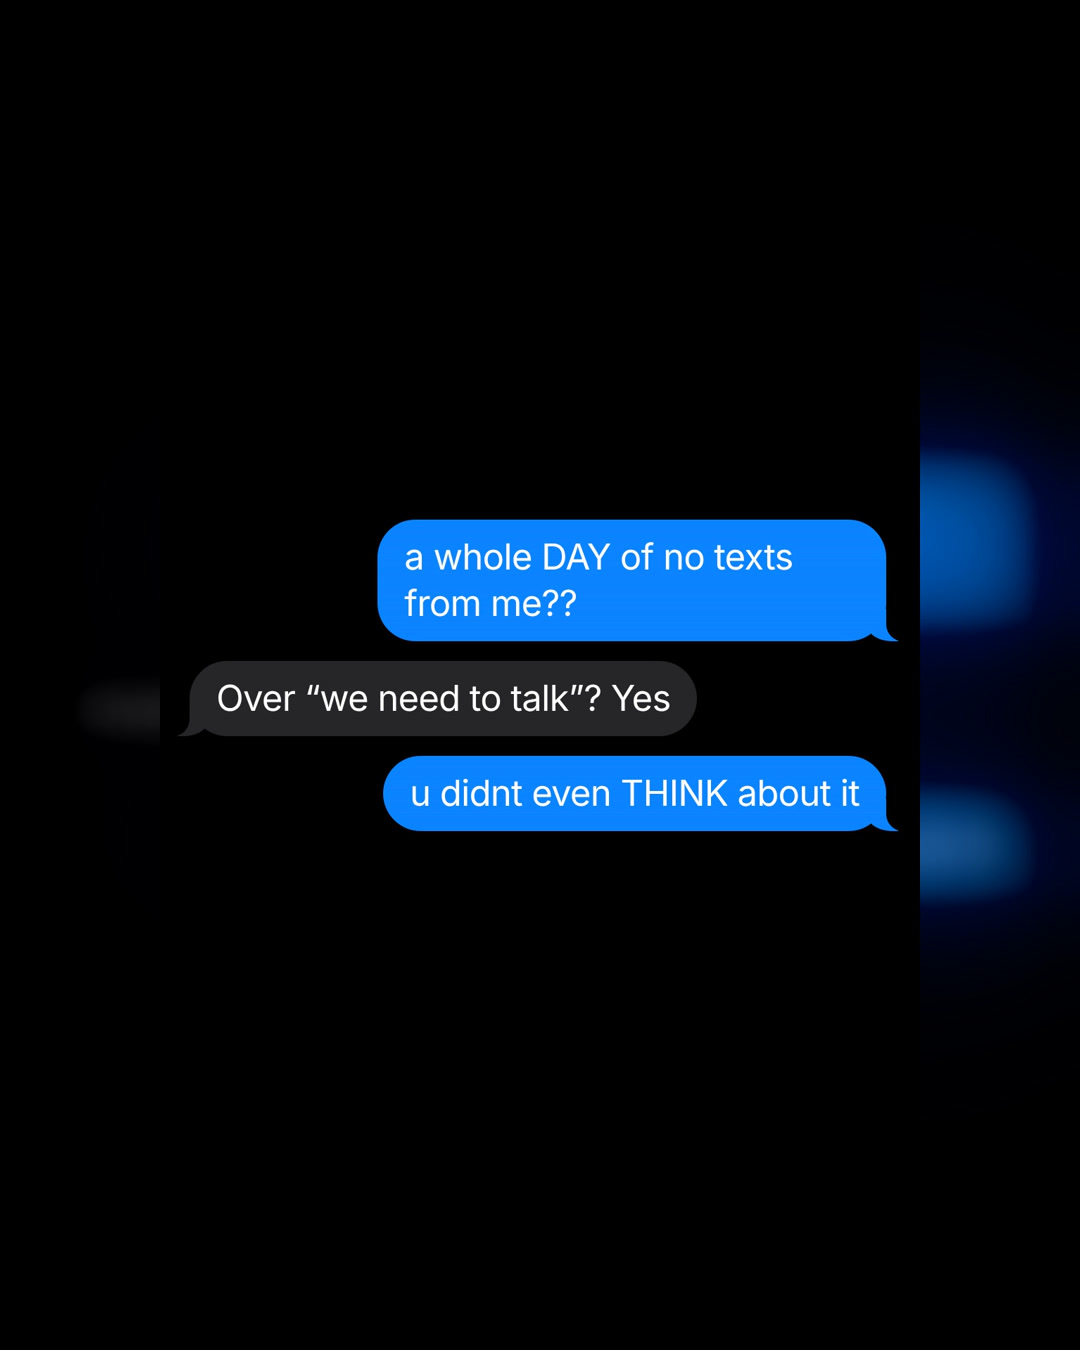 a whole DAY of no texts
from me??
Over “we need to talk”? Yes
u didnt even THINK about it